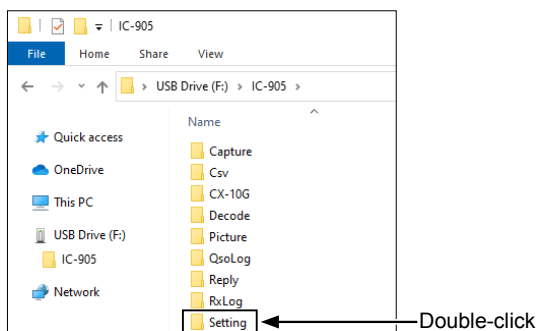 IC-905
File Home Share View
USB Drive (F:) › IC-905 ›
Name
Quick access
OneDrive
This PC
USB Drive (F:)
IC-905
Network
Capture
Csv
CX-10G
Decode
Picture
QsoLog
Reply
RxLog
Setting
Double-click